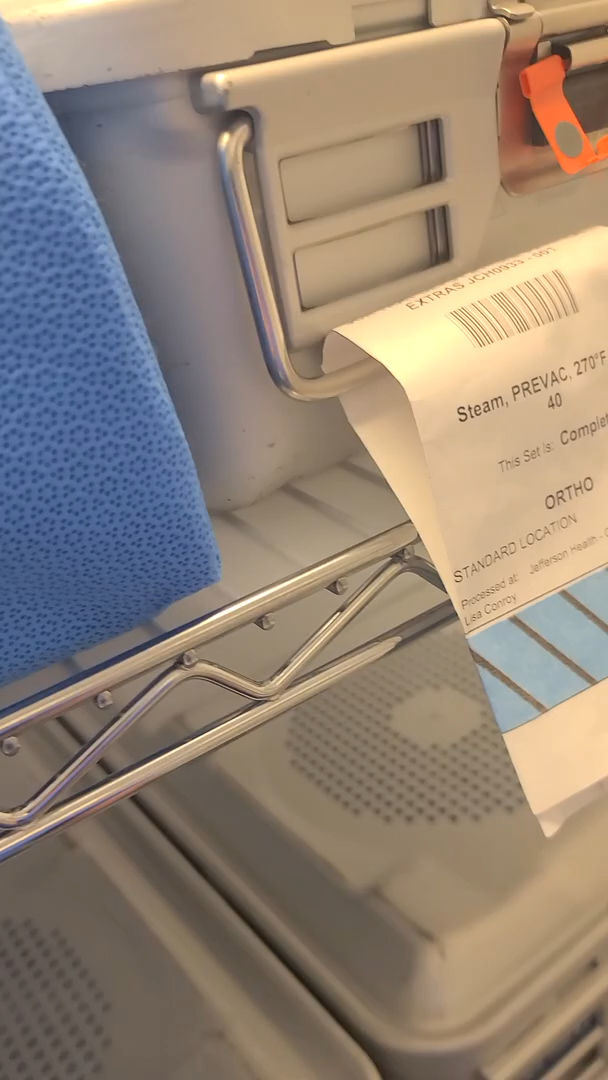 EXTRAS JCH0933 - 001
Steam, PREVAC, 270°F
40
This Set is: Complet
ORTHO
STANDARD LOCATION
Processed at: Jefferson Health -
Lisa Conroy